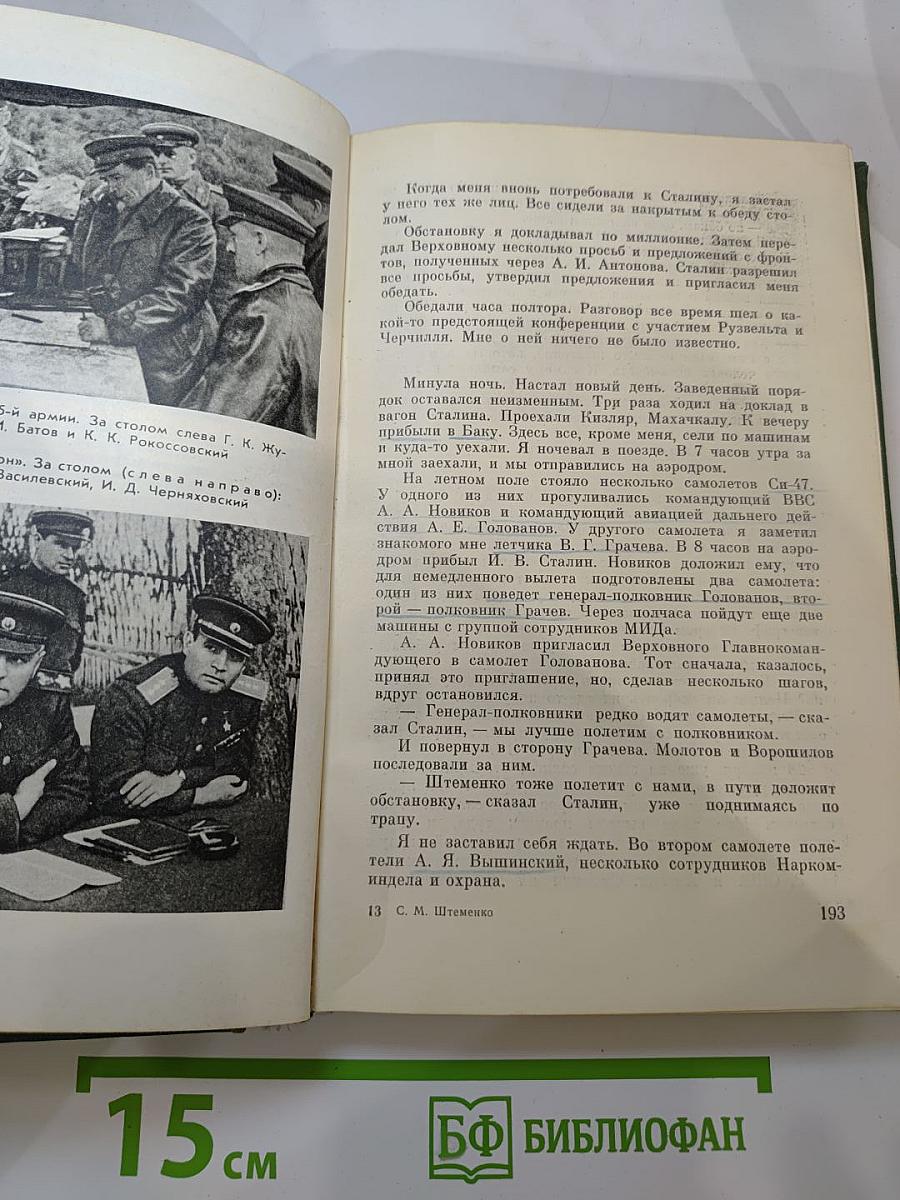 5-й армии. За столом слева Г. К. Жу-
И. Батов и К. К. Рокоссовский
он». За столом (слева направо):
Василевский, И. Д. Черняховский
Когда меня вновь потребовали к Сталину, я застал
у него тех же лиц. Все сидели за накрытым к обеду сто-
лом.
Обстановку я докладывал по миллионке. Затем пере-
дал Верховному несколько просьб и предложений с фрон-
тов, полученных через А. И. Антонова. Сталин разрешил
все просьбы, утвердил предложения и пригласил меня
обедать.
Обедали часа полтора. Разговор все время шел о ка-
кой-то предстоящей конференции с участием Рузвельта и
Черчилля. Мне о ней ничего не было известно.
Минула ночь. Настал новый день. Заведенный поря-
док оставался неизменным. Три раза ходил на доклад в
вагон Сталина. Проехали Кизляр, Махачкалу. К вечеру
прибыли в Баку. Здесь все, кроме меня, сели по машинам
и куда-то уехали. Я ночевал в поезде. В 7 часов утра за
мной заехали, и мы отправились на аэродром.
На летном поле стояло несколько самолетов Си-47.
У одного из них прогуливались командующий ВВС
А. А. Новиков и командующий авиацией дальнего дей-
ствия А. Е. Голованов. У другого самолета я заметил
знакомого мне летчика В. Г. Грачева. В 8 часов на аэро-
дром прибыл И. В. Сталин. Новиков доложил ему, что
для немедленного вылета подготовлены два самолета:
один из них поведет генерал-полковник Голованов, вто-
рой — полковник Грачев. Через полчаса пойдут еще две
машины с группой сотрудников МИДа.
А. А. Новиков пригласил Верховного Главнокоман-
дующего в самолет Голованова. Тот сначала, казалось,
принял это приглашение, но, сделав несколько шагов,
вдруг остановился.
— Генерал-полковники редко водят самолеты, — ска-
зал Сталин, — мы лучше полетим с полковником.
И повернул в сторону Грачева. Молотов и Ворошилов
последовали за ним.
— Штеменко тоже полетит с нами, в пути доложит
обстановку, — сказал Сталин, уже поднимаясь по
трапу.
Я не заставил себя ждать. Во втором самолете поле-
тели А. Я. Вышинский, несколько сотрудников Нарком-
индела и охрана.
13 С. М. Штеменко 193
15 см
БФ БИБЛИОФАН